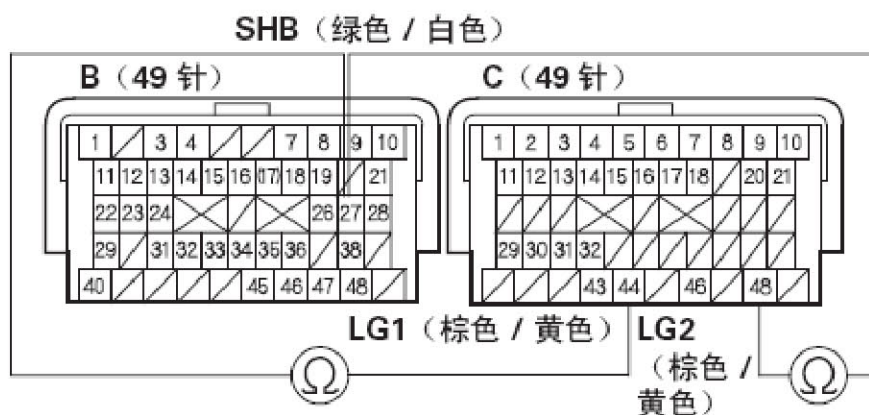 SHB（绿色 / 白色）
B（49 针）
C（49 针）
1 3 4 7 8 9 10
11 12 13 14 15 16 (17) 18 19 21
22 23 24 26 27 28
29 31 32 33 34 35 36 38
40 45 46 47 48
1 2 3 4 5 6 7 8 9 10
11 12 13 14 15 16 17 18 20 21
29 30 31 32
43 44 46 48
LG1（棕色 / 黄色）
LG2
（棕色 /
黄色）
Ω
Ω